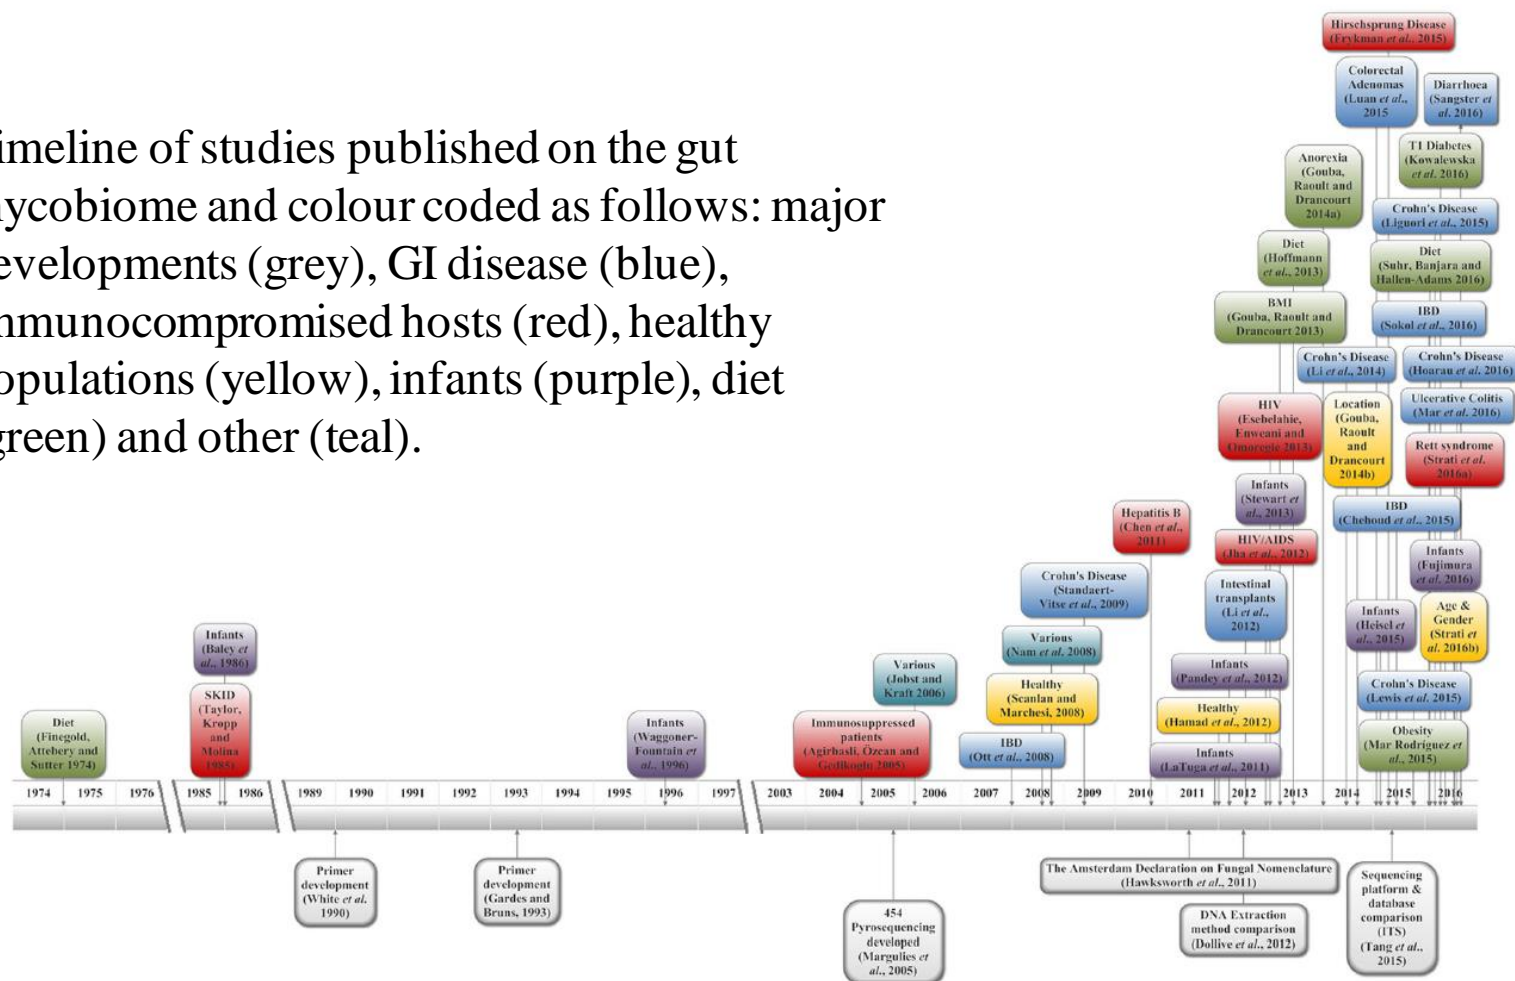 imeline of studies published on the gut
ycobiome and colour coded as follows: major
evelopments (grey), GI disease (blue),
mmunocompromised hosts (red), healthy
opulations (yellow), infants (purple), diet
green) and other (teal).
Hirschsprung Disease
(Frykman et al., 2015)
Colorectal
Adenomas
(Luan et al.,
2015
Diarrhoea
(Sangster et
al. 2016)
T1 Diabetes
(Kowalewska
et al. 2016)
Anorexia
(Gouba,
Raoult and
Drancourt
2014a)
Crohn's Disease
(Liguori et al., 2015)
Diet
(Hoffmann
et al., 2013)
Diet
(Suhr, Banjara and
Hallen-Adams 2016)
BMI
(Gouba, Raoult and
Drancourt 2013)
IBD
(Sokol et al., 2016)
Crohn's Disease
(Li et al., 2014)
Crohn's Disease
(Hoarau et al. 2016)
HIV
(Esebelahie,
Enweani and
Omoregie 2013)
Location
(Gouba,
Raoult
and
Drancourt
2014b)
Ulcerative Colitis
(Mar et al. 2016)
Rett syndrome
(Strati et al.
2016a)
Infants
(Stewart et
al., 2013)
IBD
(Chehoud et al., 2015)
Hepatitis B
(Chen et al.,
2011)
HIV/AIDS
(Jha et al., 2012)
Infants
(Fujimura
et al. 2016)
Crohn's Disease
(Standaert-
Vitse et al., 2009)
Intestinal
transplants
(Li et al.,
2012)
Infants
(Heisel et
al., 2015)
Age &
Gender
(Strati et
al. 2016b)
Infants
(Baley et
al., 1986)
Various
(Nam et al. 2008)
Various
(Jobst and
Kraft 2006)
Infants
(Pandey et al., 2012)
SKID
(Taylor,
Kropp
and
Molina
1985)
Healthy
(Scanlan and
Marchesi, 2008)
Crohn's Disease
(Lewis et al. 2015)
Healthy
(Hamad et al., 2012)
Diet
(Finegold,
Attebery and
Sutter 1974)
Infants
(Waggoner-
Fountain et
al., 1996)
Immunosuppressed
patients
(Agirbasli, Özcan and
Gedikoglu 2005)
IBD
(Ott et al., 2008)
Infants
(LaTuga et al., 2011)
Obesity
(Mar Rodríguez et
al., 2015)
1974 1975 1976 1985 1986 1989 1990 1991 1992 1993 1994 1995 1996 1997 2003 2004 2005 2006 2007 2008 2009 2010 2011 2012 2013 2014 2015 2016
Primer
development
(White et al.
1990)
Primer
development
(Gardes and
Bruns, 1993)
454
Pyrosequencing
developed
(Margulies et
al., 2005)
The Amsterdam Declaration on Fungal Nomenclature
(Hawksworth et al., 2011)
DNA Extraction
method comparison
(Dollive et al., 2012)
Sequencing
platform &
database
comparison
(ITS)
(Tang et al.,
2015)